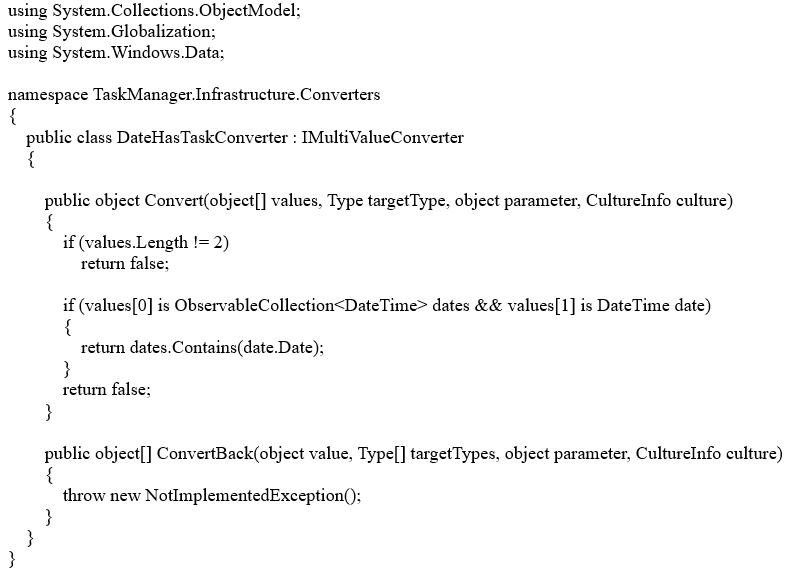 using System.Collections.ObjectModel;
using System.Globalization;
using System.Windows.Data;

namespace TaskManager.Infrastructure.Converters
{
    public class DateHasTaskConverter : IMultiValueConverter
    {

        public object Convert(object[] values, Type targetType, object parameter, CultureInfo culture)
        {
            if (values.Length != 2)
                return false;

            if (values[0] is ObservableCollection<DateTime> dates && values[1] is DateTime date)
            {
                return dates.Contains(date.Date);
            }
            return false;
        }

        public object[] ConvertBack(object value, Type[] targetTypes, object parameter, CultureInfo culture)
        {
            throw new NotImplementedException();
        }
    }
}